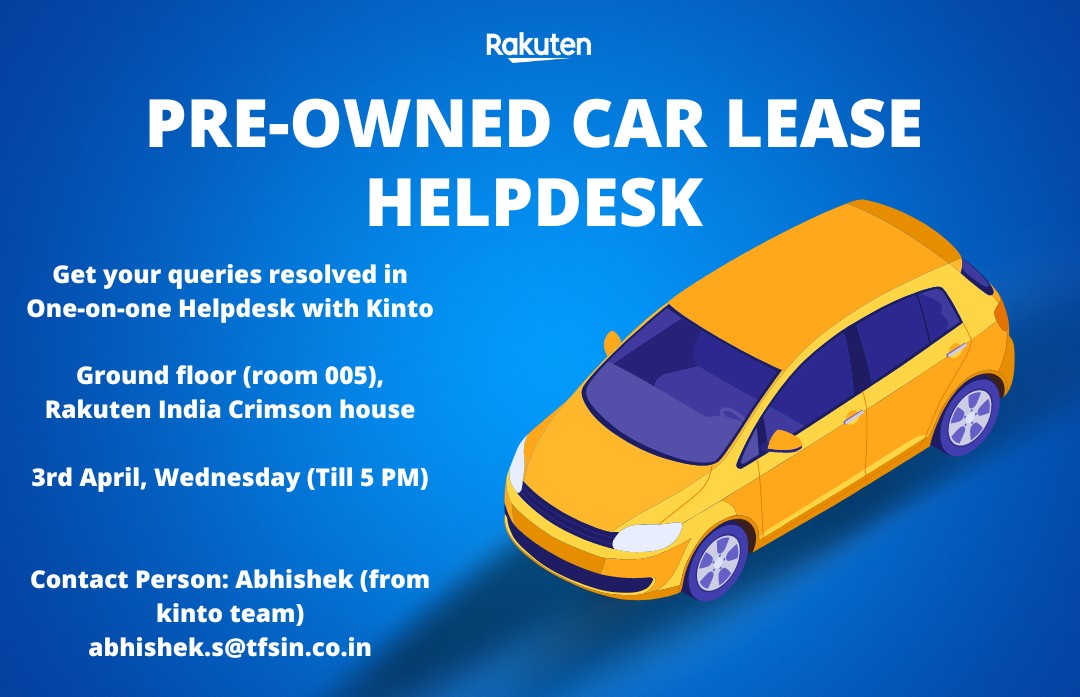 Rakuten
PRE-OWNED CAR LEASE
HELPDESK
Get your queries resolved in
One-on-one Helpdesk with Kinto
Ground floor (room 005),
Rakuten India Crimson house
3rd April, Wednesday (Till 5 PM)
Contact Person: Abhishek (from
kinto team)
abhishek.s@tfsin.co.in